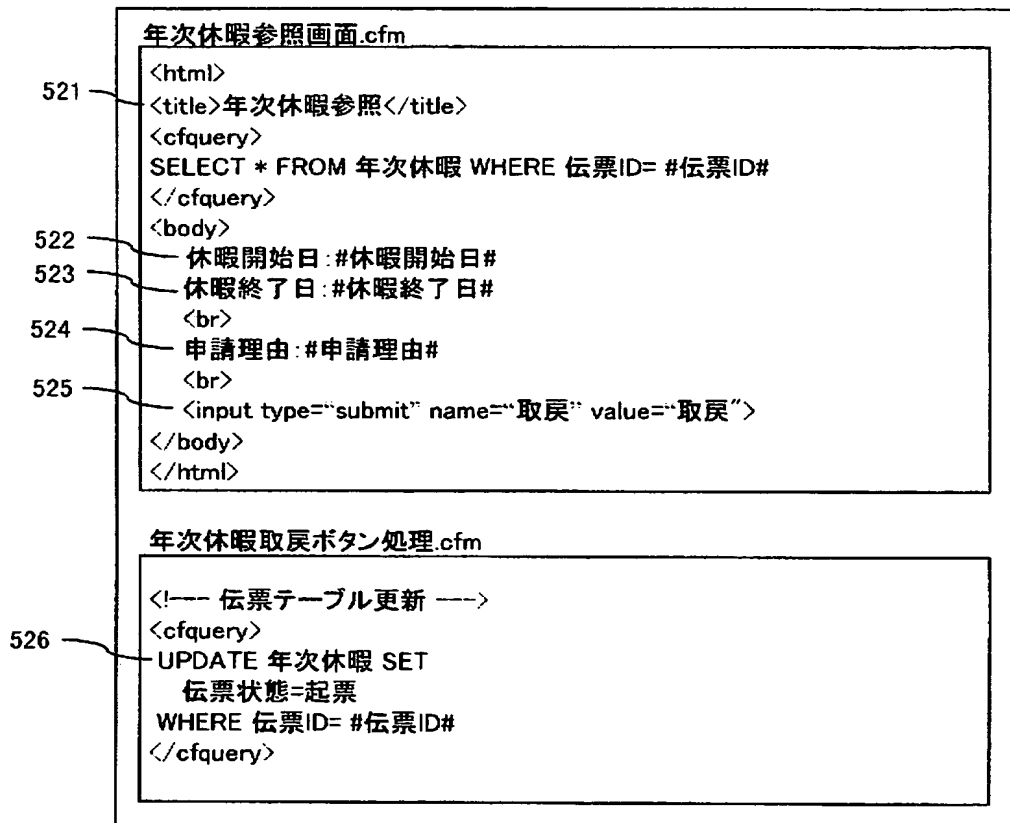 年次休暇参照画面.cfm
<html>
521 <title>年次休暇参照</title>
<cfquery>
SELECT * FROM 年次休暇 WHERE 伝票ID= #伝票ID#
</cfquery>
<body>
522 休暇開始日:#休暇開始日#
523 休暇終了日:#休暇終了日#
<br>
524 申請理由:#申請理由#
<br>
525 <input type=“submit” name=“取戻” value=“取戻”>
</body>
</html>
年次休暇取戻ボタン処理.cfm
<!--- 伝票テーブル更新 --->
<cfquery>
526 UPDATE 年次休暇 SET
伝票状態=起票
WHERE 伝票ID= #伝票ID#
</cfquery>